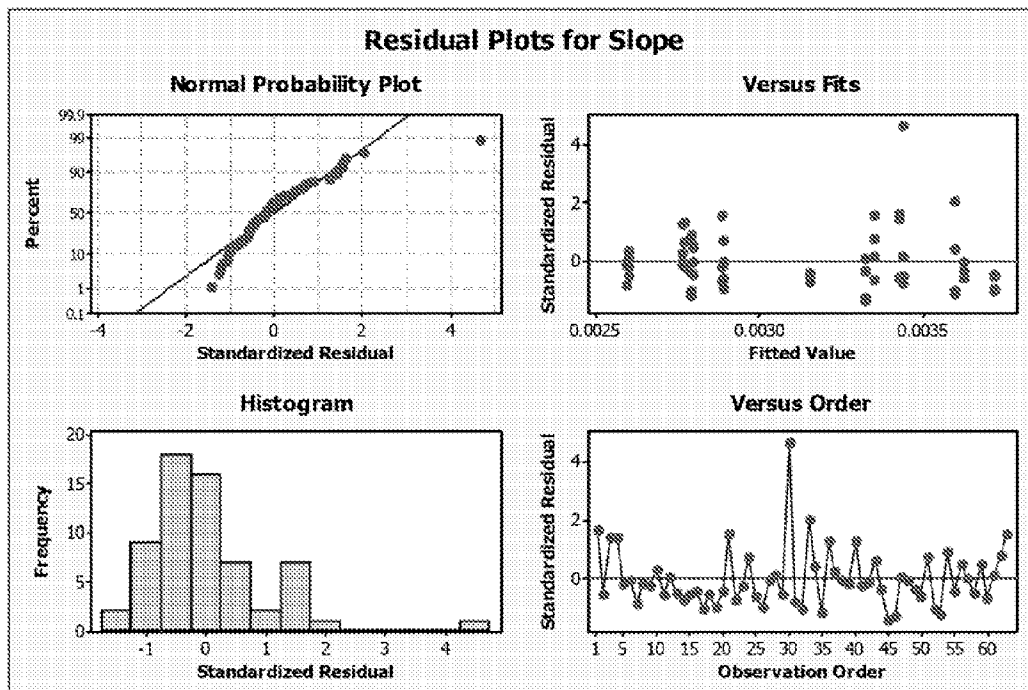 Residual Plots for Slope
Normal Probability Plot
99.9
99
90
50
10
1
0.1
Percent
-4 -2 0 2 4
Standardized Residual
Versus Fits
4
2
0
Standardized Residual
0.0025 0.0030 0.0035
Fitted Value
Histogram
20
15
10
5
0
Frequency
-1 0 1 2 3 4
Standardized Residual
Versus Order
4
2
0
Standardized Residual
1 5 10 15 20 25 30 35 40 45 50 55 60
Observation Order